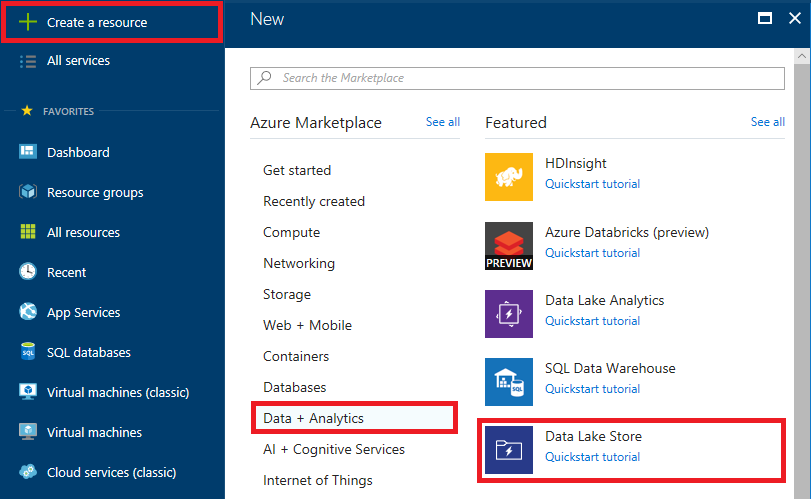 Create a resource
All services
FAVORITES
Dashboard
Resource groups
All resources
Recent
App Services
SQL databases
Virtual machines (classic)
Virtual machines
Cloud services (classic)
New
Search the Marketplace
Azure Marketplace
See all
Get started
Recently created
Compute
Networking
Storage
Web + Mobile
Containers
Databases
Data + Analytics
AI + Cognitive Services
Internet of Things
Featured
See all
HDInsight
Quickstart tutorial
PREVIEW
Azure Databricks (preview)
Quickstart tutorial
Data Lake Analytics
Quickstart tutorial
SQL
SQL Data Warehouse
Quickstart tutorial
Data Lake Store
Quickstart tutorial